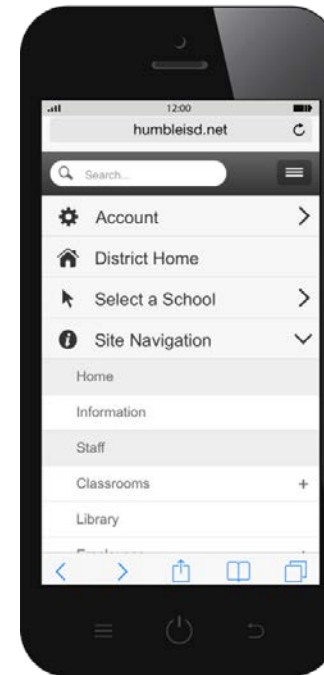 12:00
humbleisd.net
Search...
Account
District Home
Select a School
Site Navigation
Home
Information
Staff
Classrooms +
Library